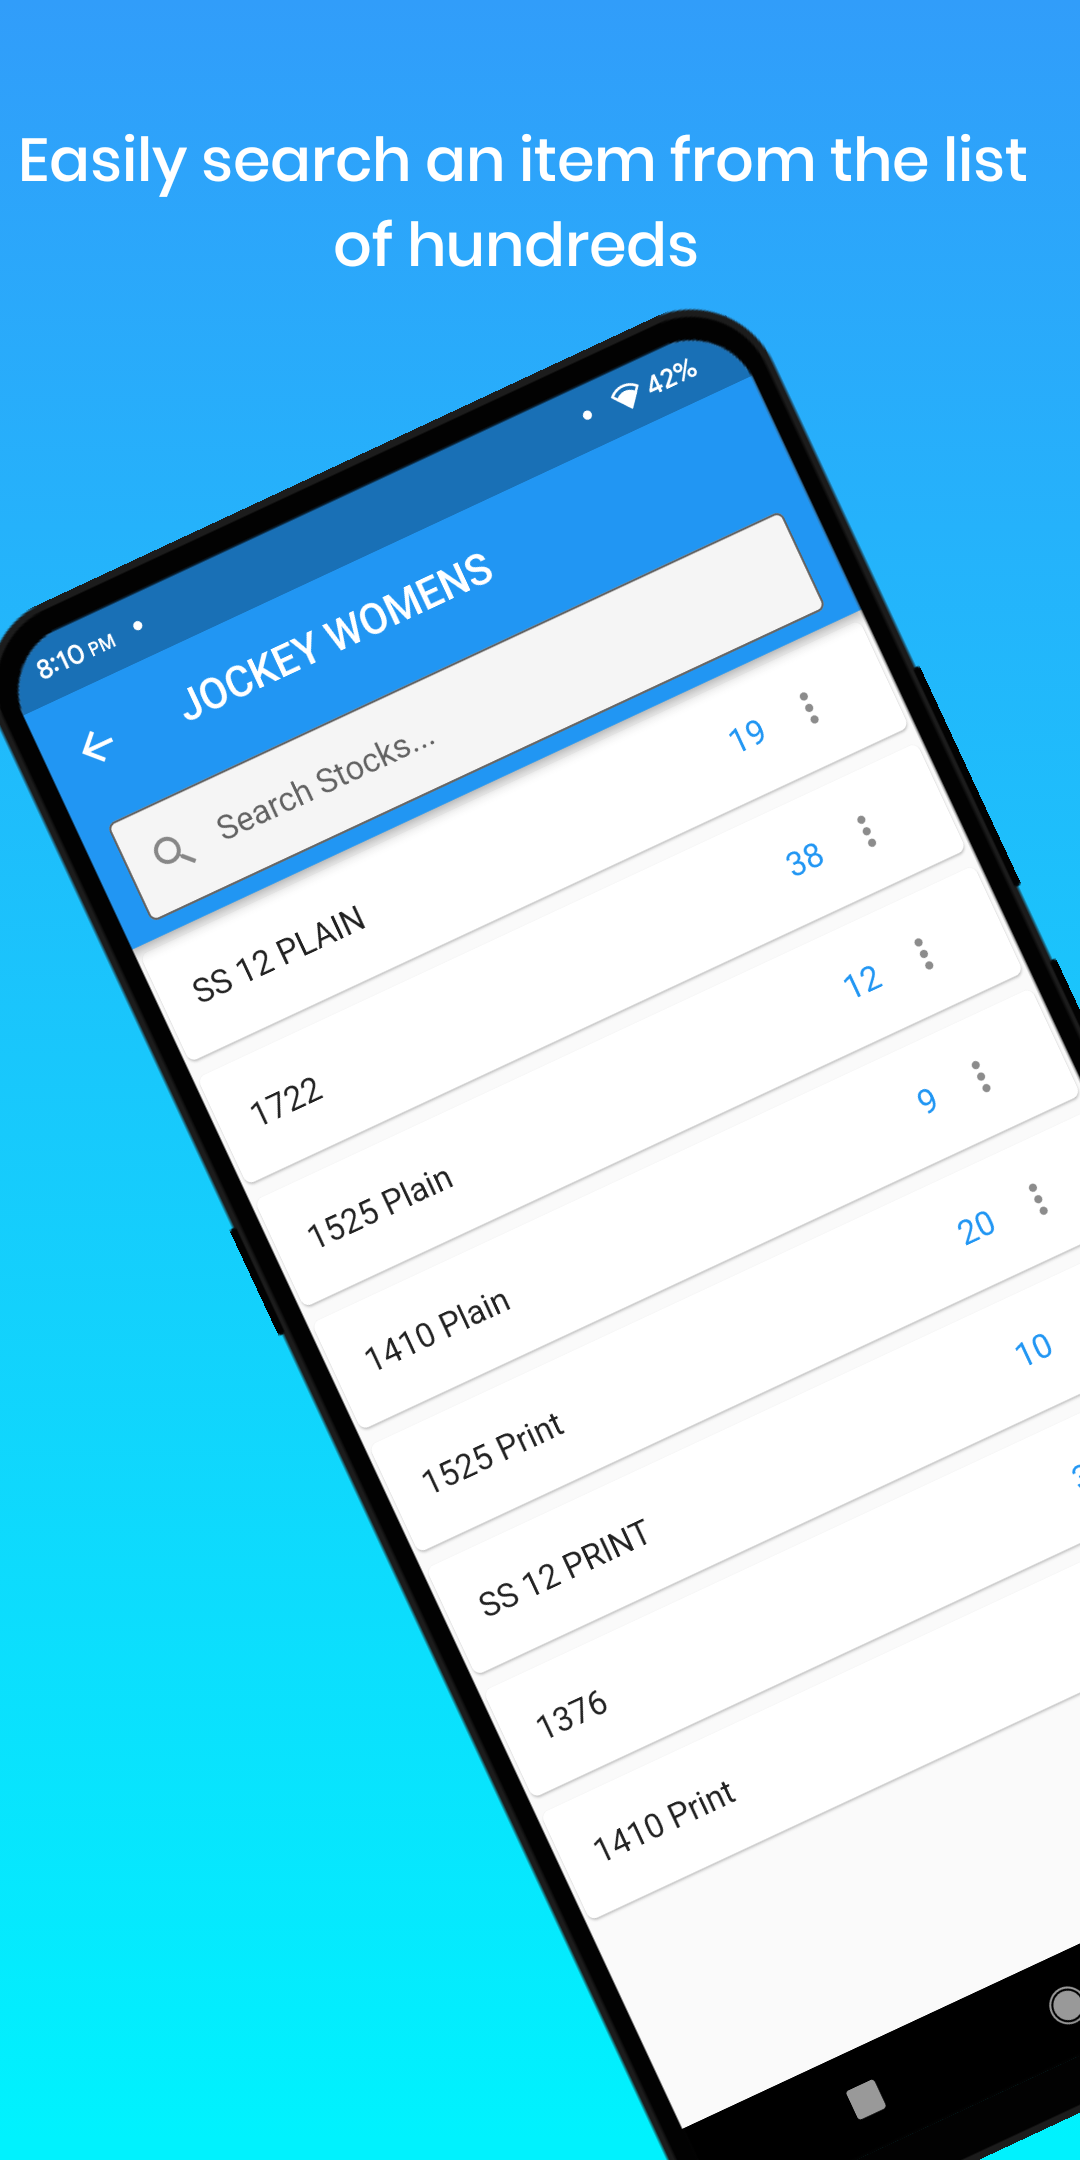 Easily search an item from the list
of hundreds
8:10 PM
42%
JOCKEY WOMENS
Search Stocks...
SS 12 PLAIN 19
1722 38
1525 Plain 12
1410 Plain 9
1525 Print 20
SS 12 PRINT 10
1376
1410 Print